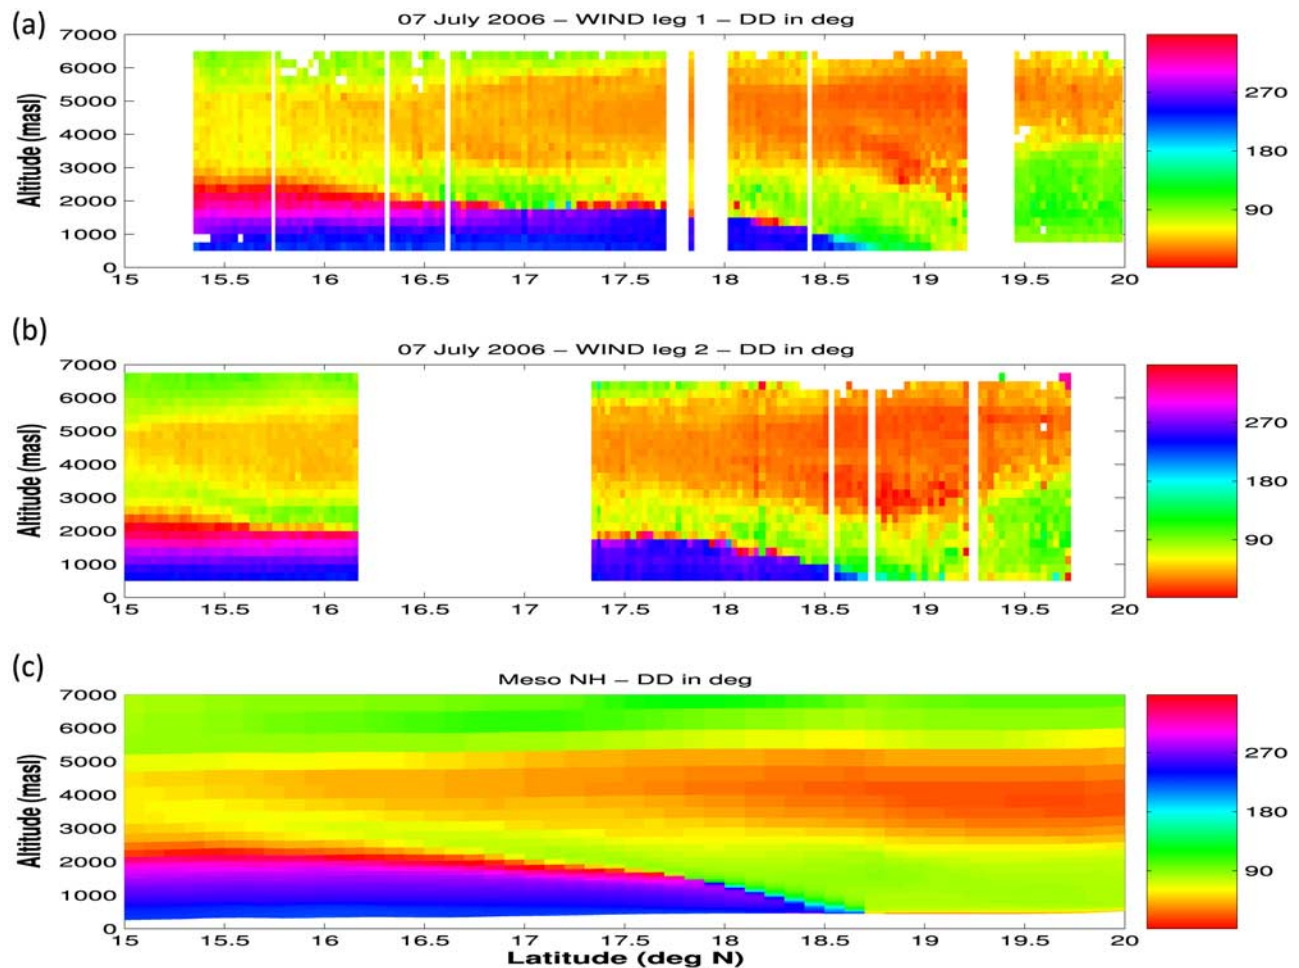 (a)
07 July 2006 – WIND leg 1 – DD in deg
Altitude (masl)
7000
6000
5000
4000
3000
2000
1000
0
15 15.5 16 16.5 17 17.5 18 18.5 19 19.5 20
270
180
90
(b)
07 July 2006 – WIND leg 2 – DD in deg
Altitude (masl)
7000
6000
5000
4000
3000
2000
1000
0
15 15.5 16 16.5 17 17.5 18 18.5 19 19.5 20
270
180
90
(c)
Meso NH – DD in deg
Altitude (masl)
7000
6000
5000
4000
3000
2000
1000
0
15 15.5 16 16.5 17 17.5 18 18.5 19 19.5 20
Latitude (deg N)
270
180
90